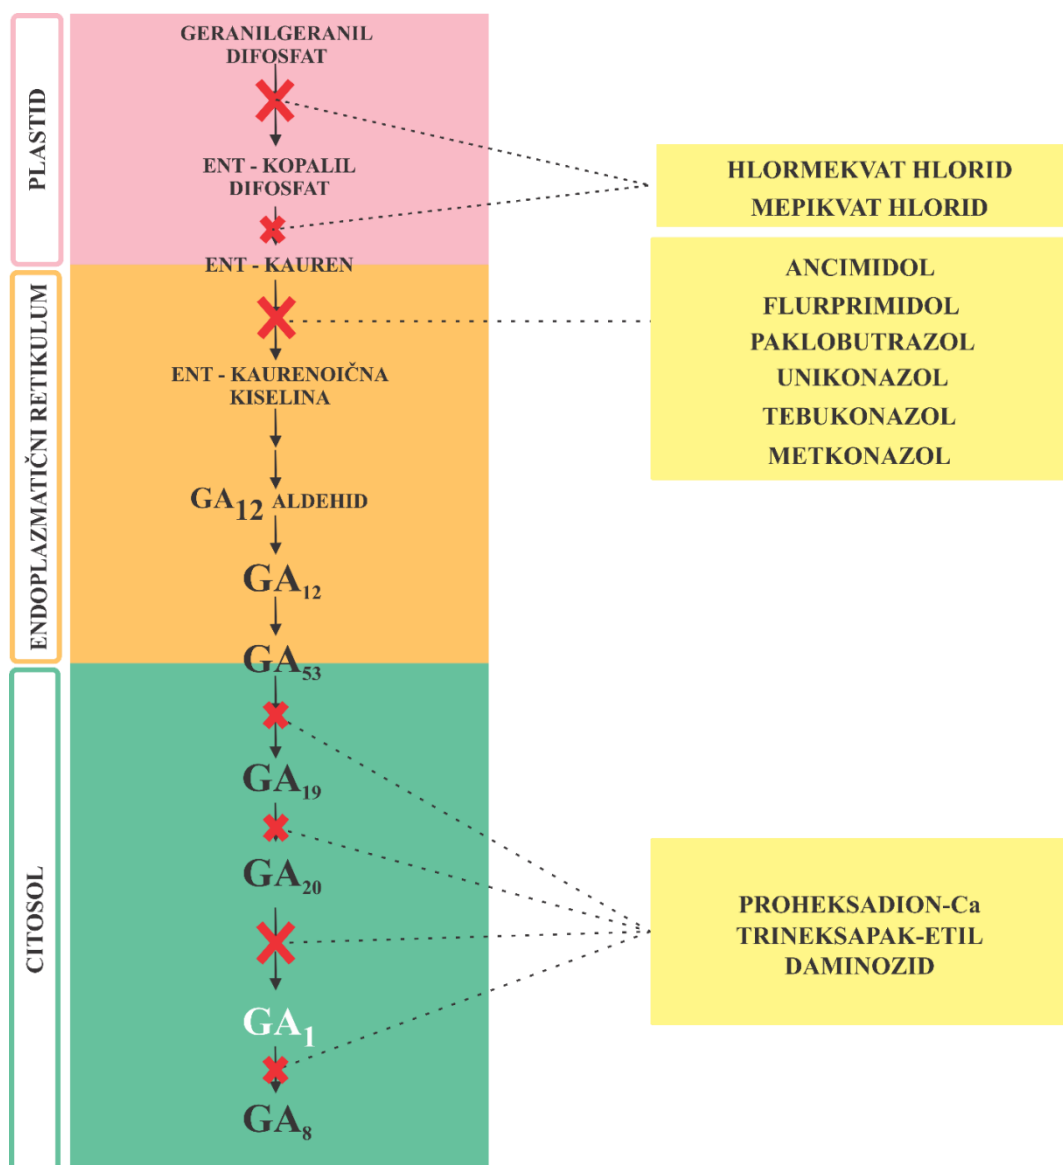 PLASTID
GERANILGERANIL
DIFOSFAT
ENT - KOPALIL
DIFOSFAT
ENT - KAUREN
HLORMEKVAT HLORID
MEPIKVAT HLORID
ENDOPLAZMATIČNI RETIKULUM
ENT - KAURENOIČNA
KISELINA
GA12 ALDEHID
GA12
GA53
ANCIMIDOL
FLURPRIMIDOL
PAKLOBUTRAZOL
UNIKONAZOL
TEBUKONAZOL
METKONAZOL
CITOSOL
GA19
GA20
GA1
GA8
PROHEKSADION-Ca
TRINEKSAPAK-ETIL
DAMINOZID